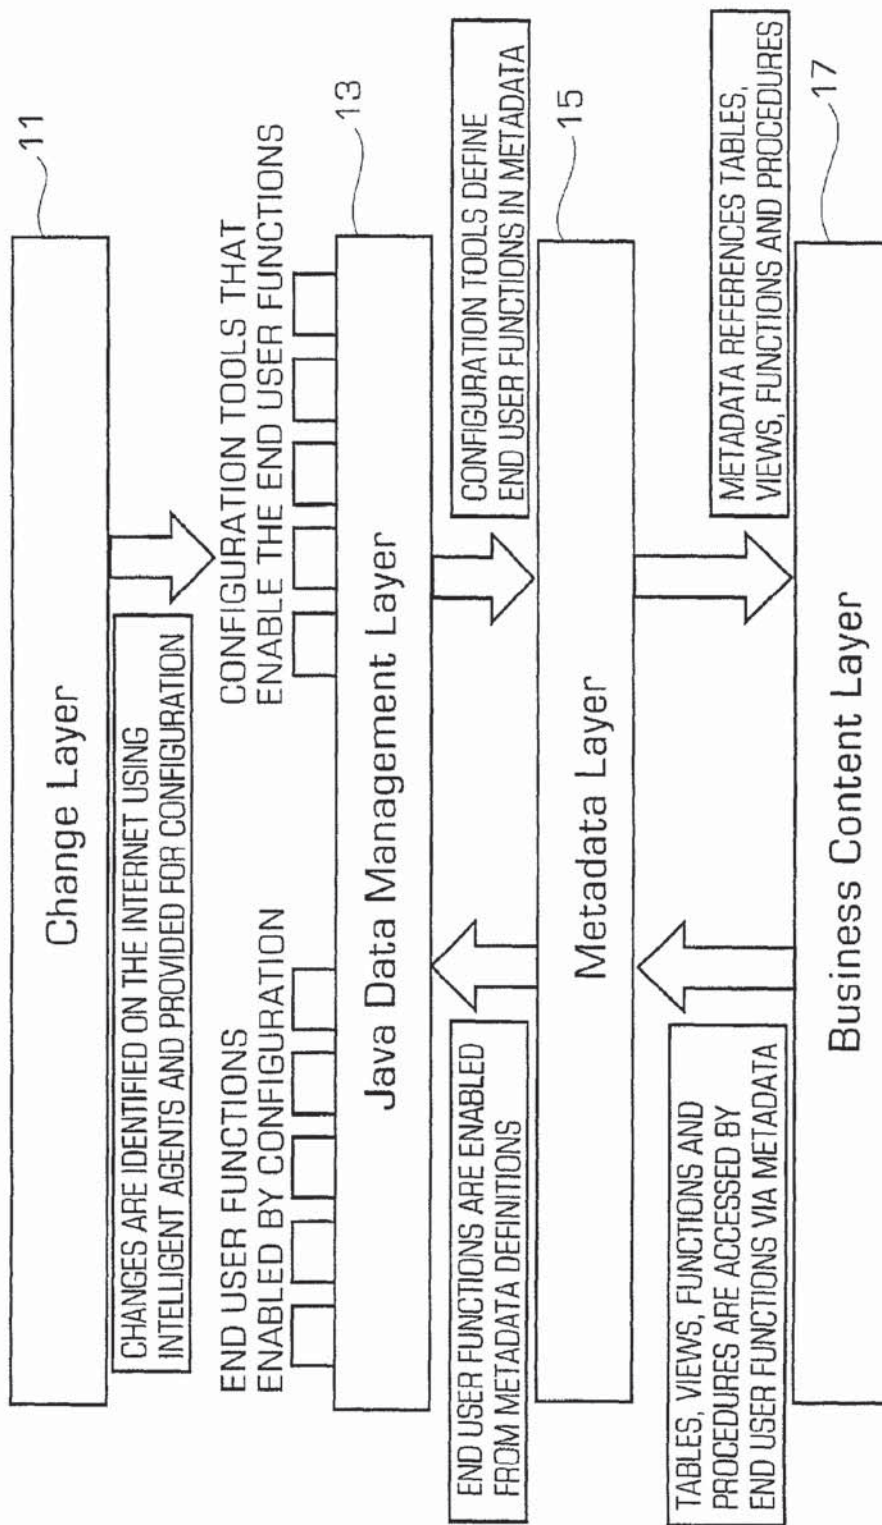 11
Change Layer
CHANGES ARE IDENTIFIED ON THE INTERNET USING
INTELLIGENT AGENTS AND PROVIDED FOR CONFIGURATION
END USER FUNCTIONS
ENABLED BY CONFIGURATION
CONFIGURATION TOOLS THAT
ENABLE THE END USER FUNCTIONS
13
Java Data Management Layer
END USER FUNCTIONS ARE ENABLED
FROM METADATA DEFINITIONS
CONFIGURATION TOOLS DEFINE
END USER FUNCTIONS IN METADATA
15
Metadata Layer
TABLES, VIEWS, FUNCTIONS AND
PROCEDURES ARE ACCESSED BY
END USER FUNCTIONS VIA METADATA
METADATA REFERENCES TABLES,
VIEWS, FUNCTIONS AND PROCEDURES
17
Business Content Layer